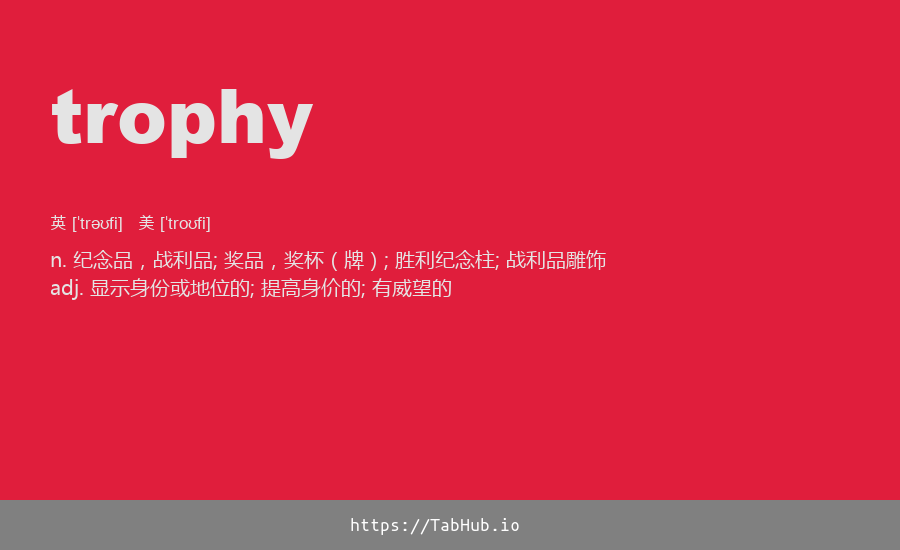 trophy
英 [ˈtrəʊfi] 美 [ˈtroʊfi]
n. 纪念品，战利品; 奖品，奖杯（牌）; 胜利纪念柱; 战利品雕饰
adj. 显示身份或地位的; 提高身价的; 有威望的
https://TabHub.io